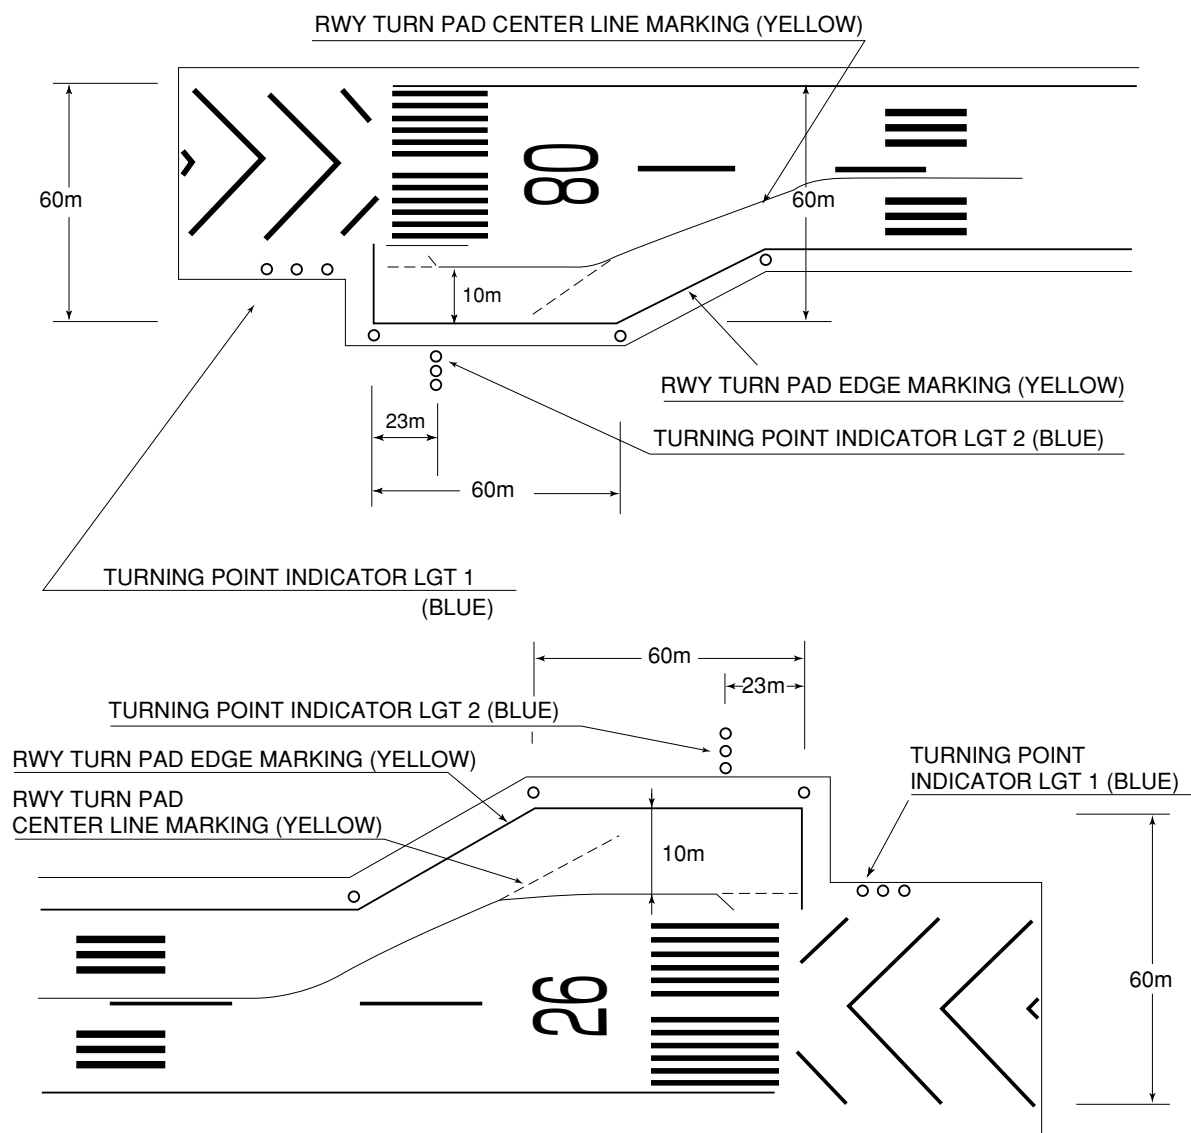 RWY TURN PAD CENTER LINE MARKING (YELLOW)
60m
08
60m
10m
RWY TURN PAD EDGE MARKING (YELLOW)
23m
TURNING POINT INDICATOR LGT 2 (BLUE)
60m
TURNING POINT INDICATOR LGT 1
(BLUE)
60m
23m
TURNING POINT INDICATOR LGT 2 (BLUE)
RWY TURN PAD EDGE MARKING (YELLOW)
TURNING POINT
INDICATOR LGT 1 (BLUE)
RWY TURN PAD
CENTER LINE MARKING (YELLOW)
10m
60m
26